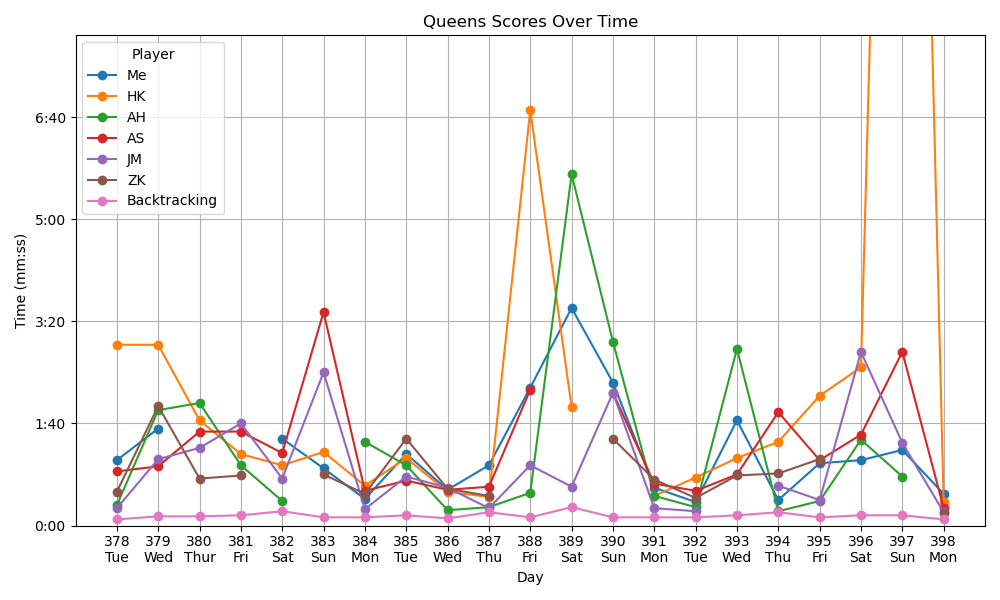 Queens Scores Over Time
Player
Me
HK
AH
AS
JM
ZK
Backtracking
Time (mm:ss)
6:40
5:00
3:20
1:40
0:00
378 379 380 381 382 383 384 385 386 387 388 389 390 391 392 393 394 395 396 397 398
Tue Wed Thur Fri Sat Sun Mon Tue Wed Thu Fri Sat Sun Mon Tue Wed Thu Fri Sat Sun Mon
Day